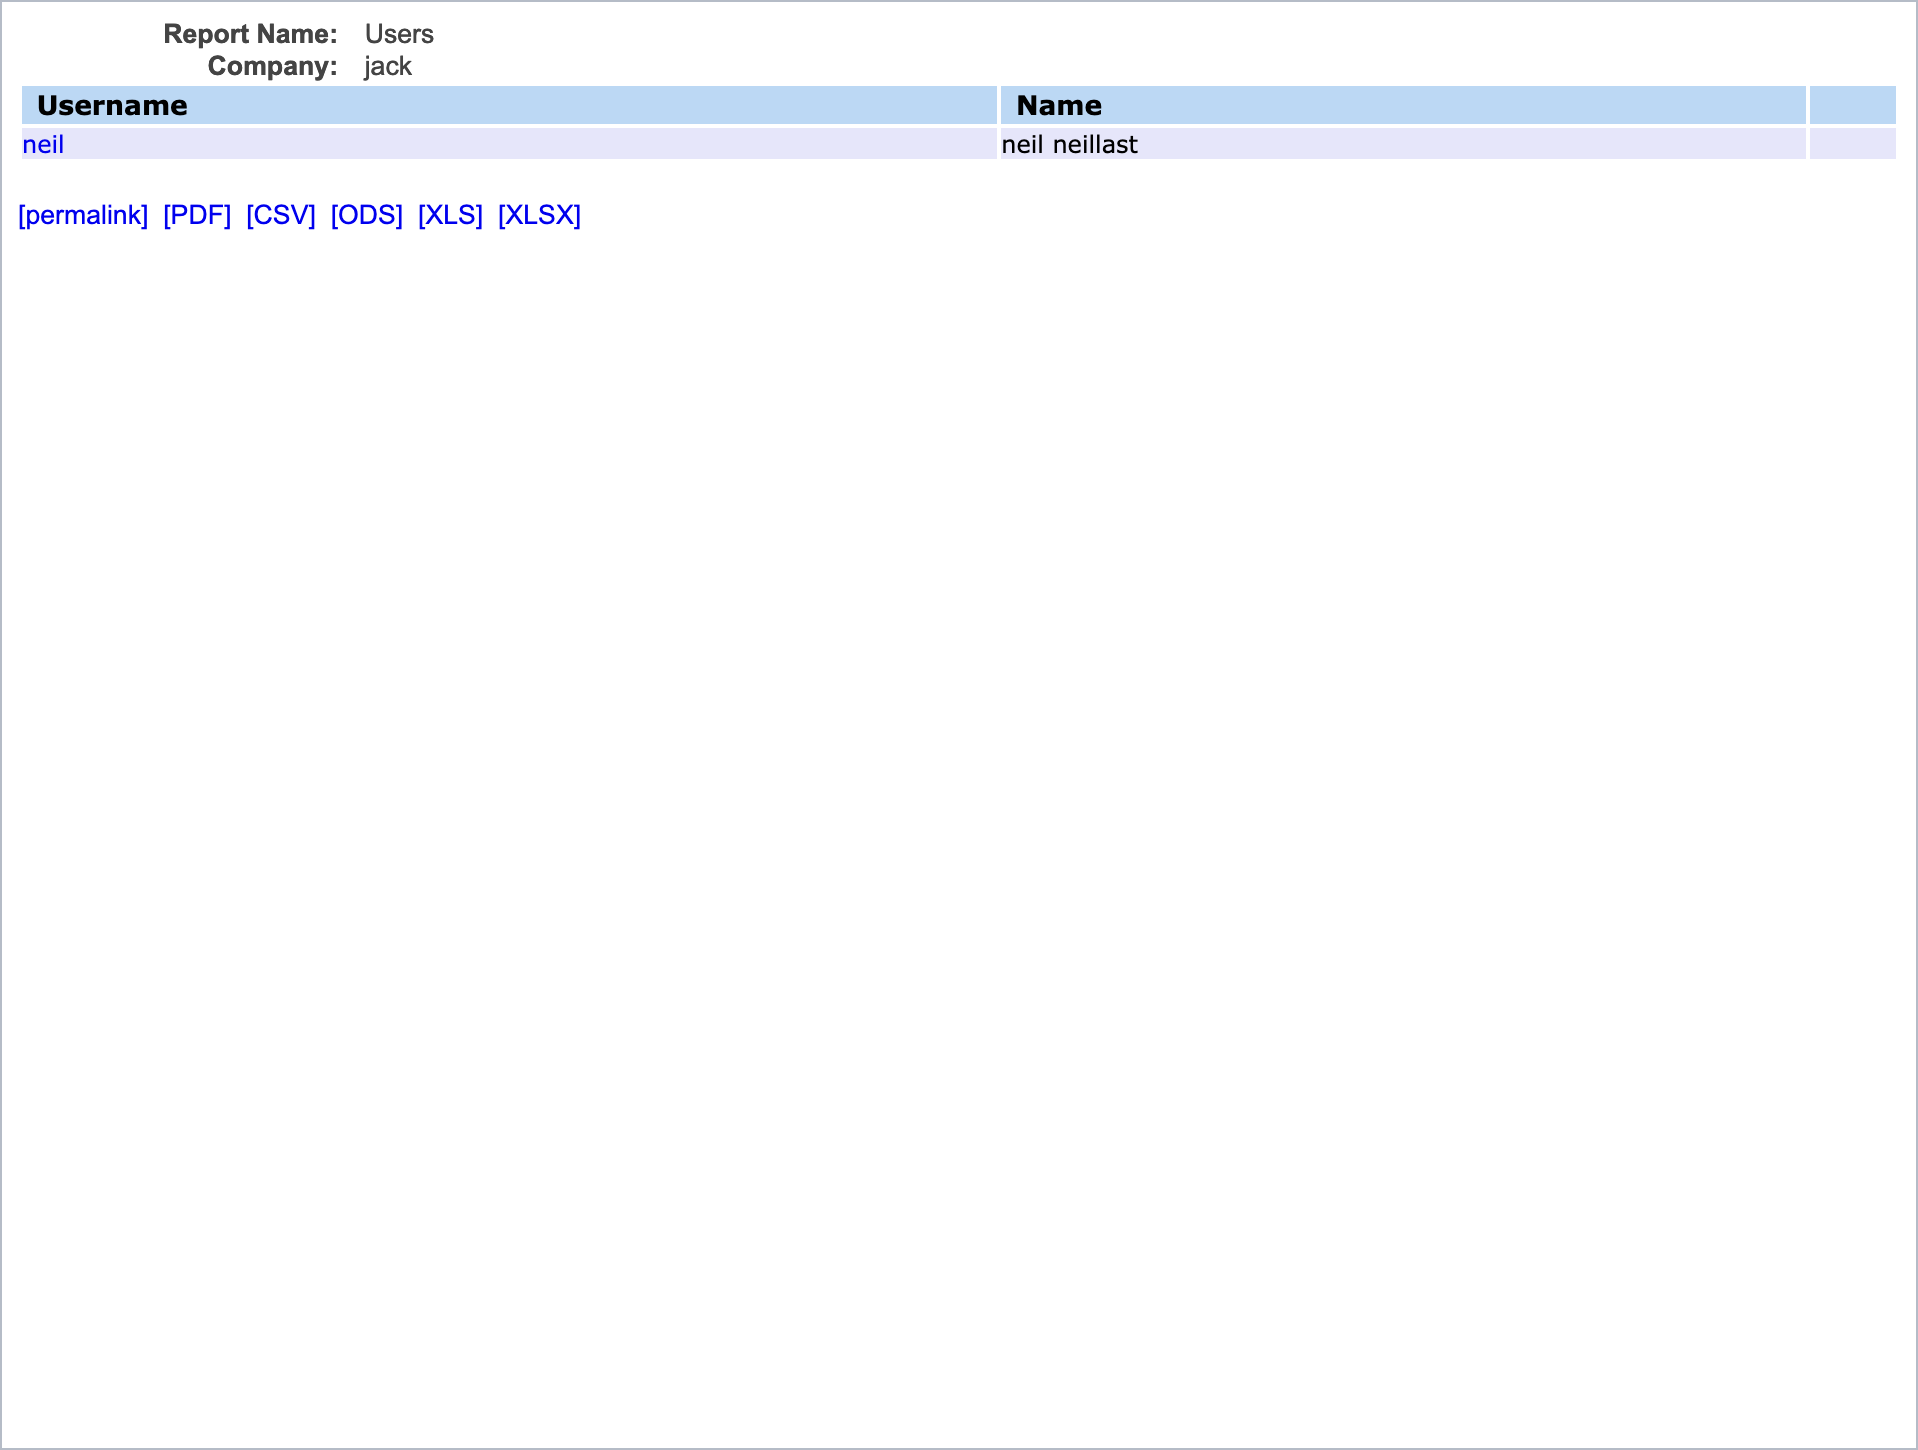 Report Name: Users
Company: jack
Username Name
neil neil neillast
[permalink] [PDF] [CSV] [ODS] [XLS] [XLSX]